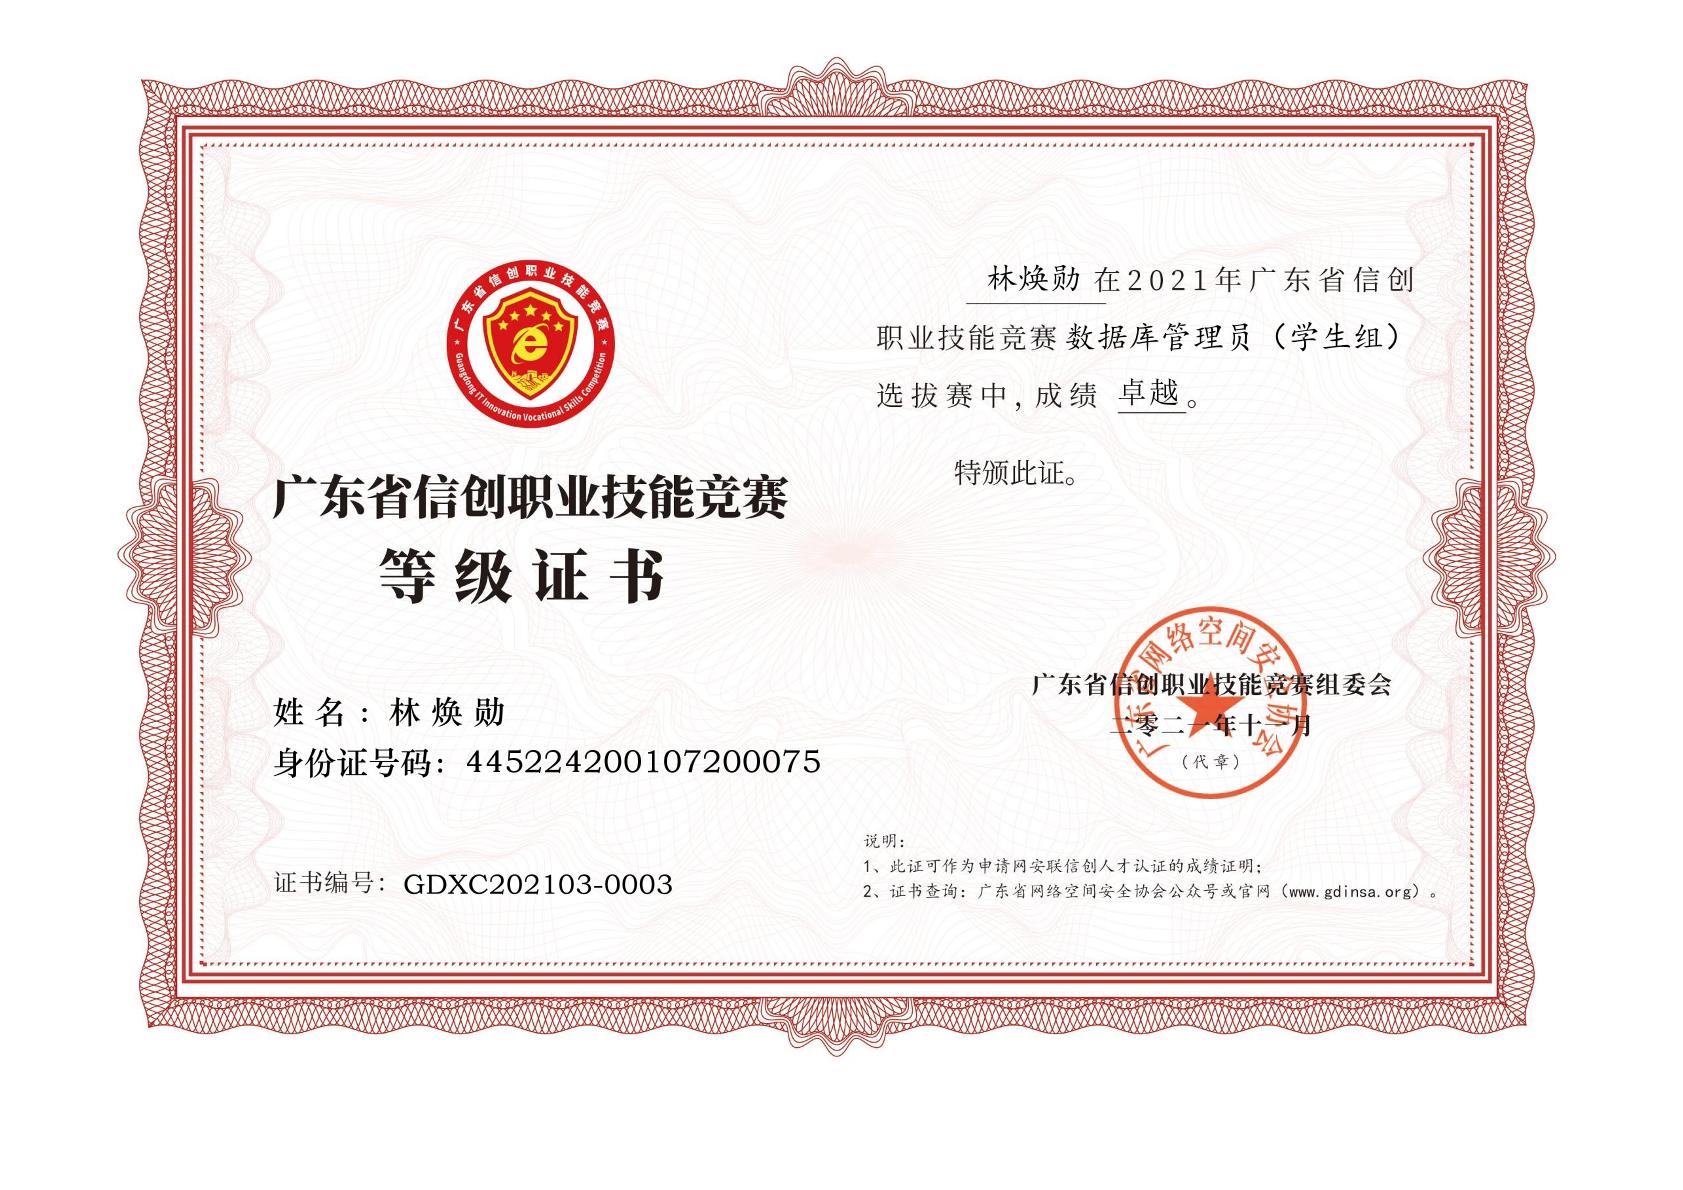 广东省信创职业技能竞赛
Guangdong IT Innovation Vocational Skills Competition
e
广东省信创职业技能竞赛
等级证书
姓名：林焕勋
身份证号码：445224200107200075
证书编号：GDXC202103-0003
林焕勋 在2021年广东省信创
职业技能竞赛 数据库管理员（学生组）
选拔赛中，成绩 卓越。
特颁此证。
广东省网络空间安全协会
广东省信创职业技能竞赛组委会
二零二一年十一月
（代章）
说明：
1、此证可作为申请网安联信创人才认证的成绩证明；
2、证书查询：广东省网络空间安全协会公众号或官网（www.gdinsa.org）。